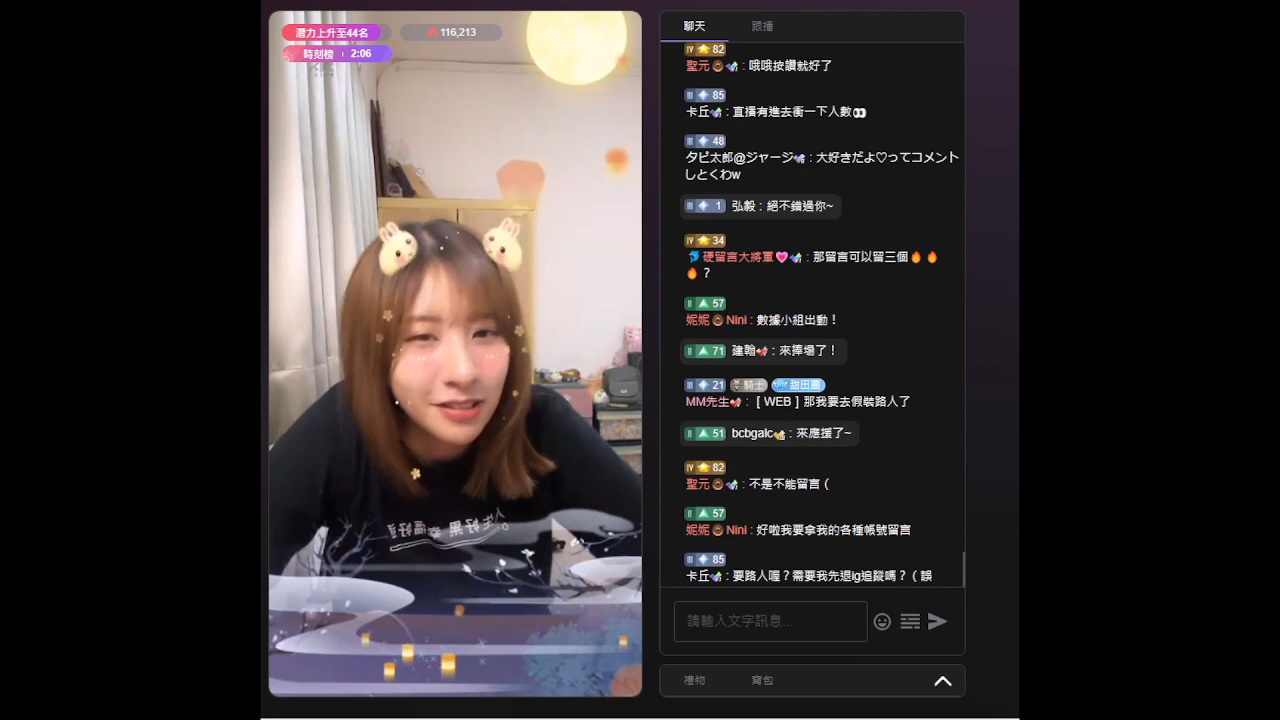 潛力上升至44名
116,213
時刻榜 2:06
聊天 跟播
IV 82
聖元：哦哦按讚就好了
III 85
卡丘：直播有進去衝一下人數👀
III 48
タピ太郎@ジャージ：大好きだよ♡ってコメント
しとくわw
III 1 弘毅：絕不錯過你~
IV 34
硬留言大將軍：那留言可以留三個🔥🔥
🔥？
II 57
妮妮 Nini：數據小組出動！
II 71 建翰：來捧場了！
III 21 騎士 甜田圈
MM先生：[ WEB ] 那我要去假裝路人了
II 51 bcbgalc：來應援了~
IV 82
聖元：不是不能留言（
II 57
妮妮 Nini：好啦我要拿我的各種帳號留言
III 85
卡丘：要路人喔？需要我先退ig追蹤嗎？（誤
請輸入文字訊息...
禮物 背包